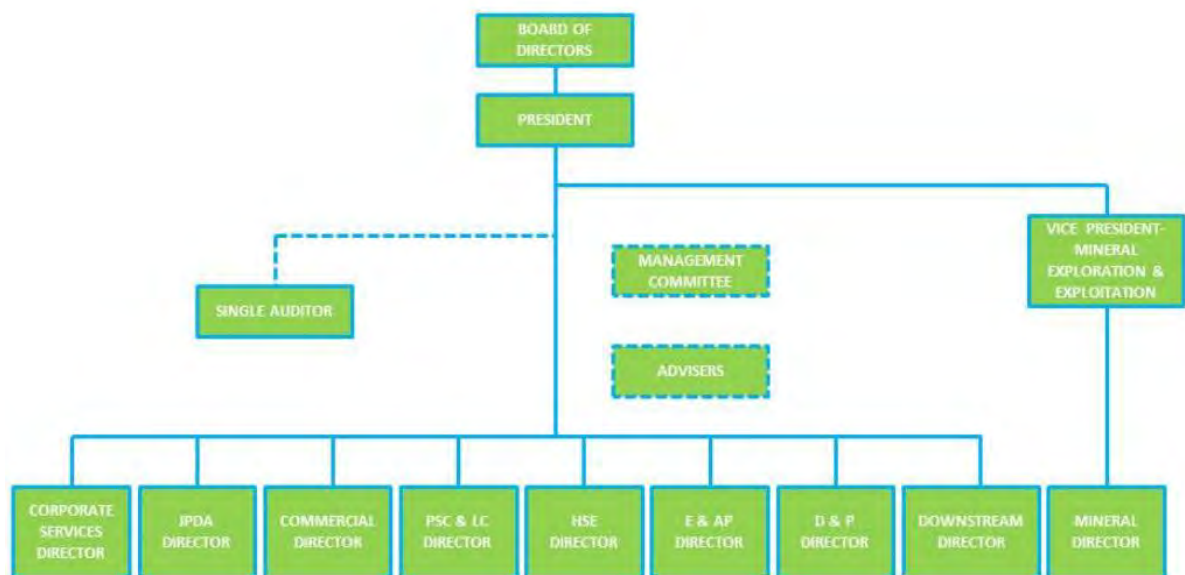 BOABD OF
DIRECTORS
PRESIDENT
VICE PRESIDENT-
MINERAL
EXPLORATION &
EXPLOITATION
MANAGEMENT
COMMITTEE
SINGLE AUDITOR
ADVISERS
CORPORATE
SERVICES
DIRECTOR
JPDA
DIRECTOR
COMMERCIAL
DIRECTOR
PSC & LC
DIRECTOR
HSE
DIRECTOR
E & AP
DIRECTOR
D & P
DIRECTOR
DOWNSTREAM
DIRECTOR
MINERAL
DIRECTOR